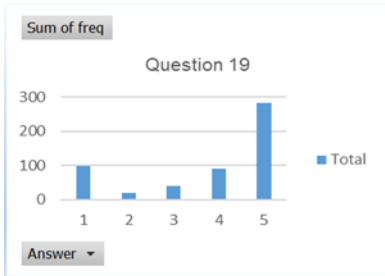 Sum of freq
Question 19
300
200
100
0
Total
1 2 3 4 5
Answer